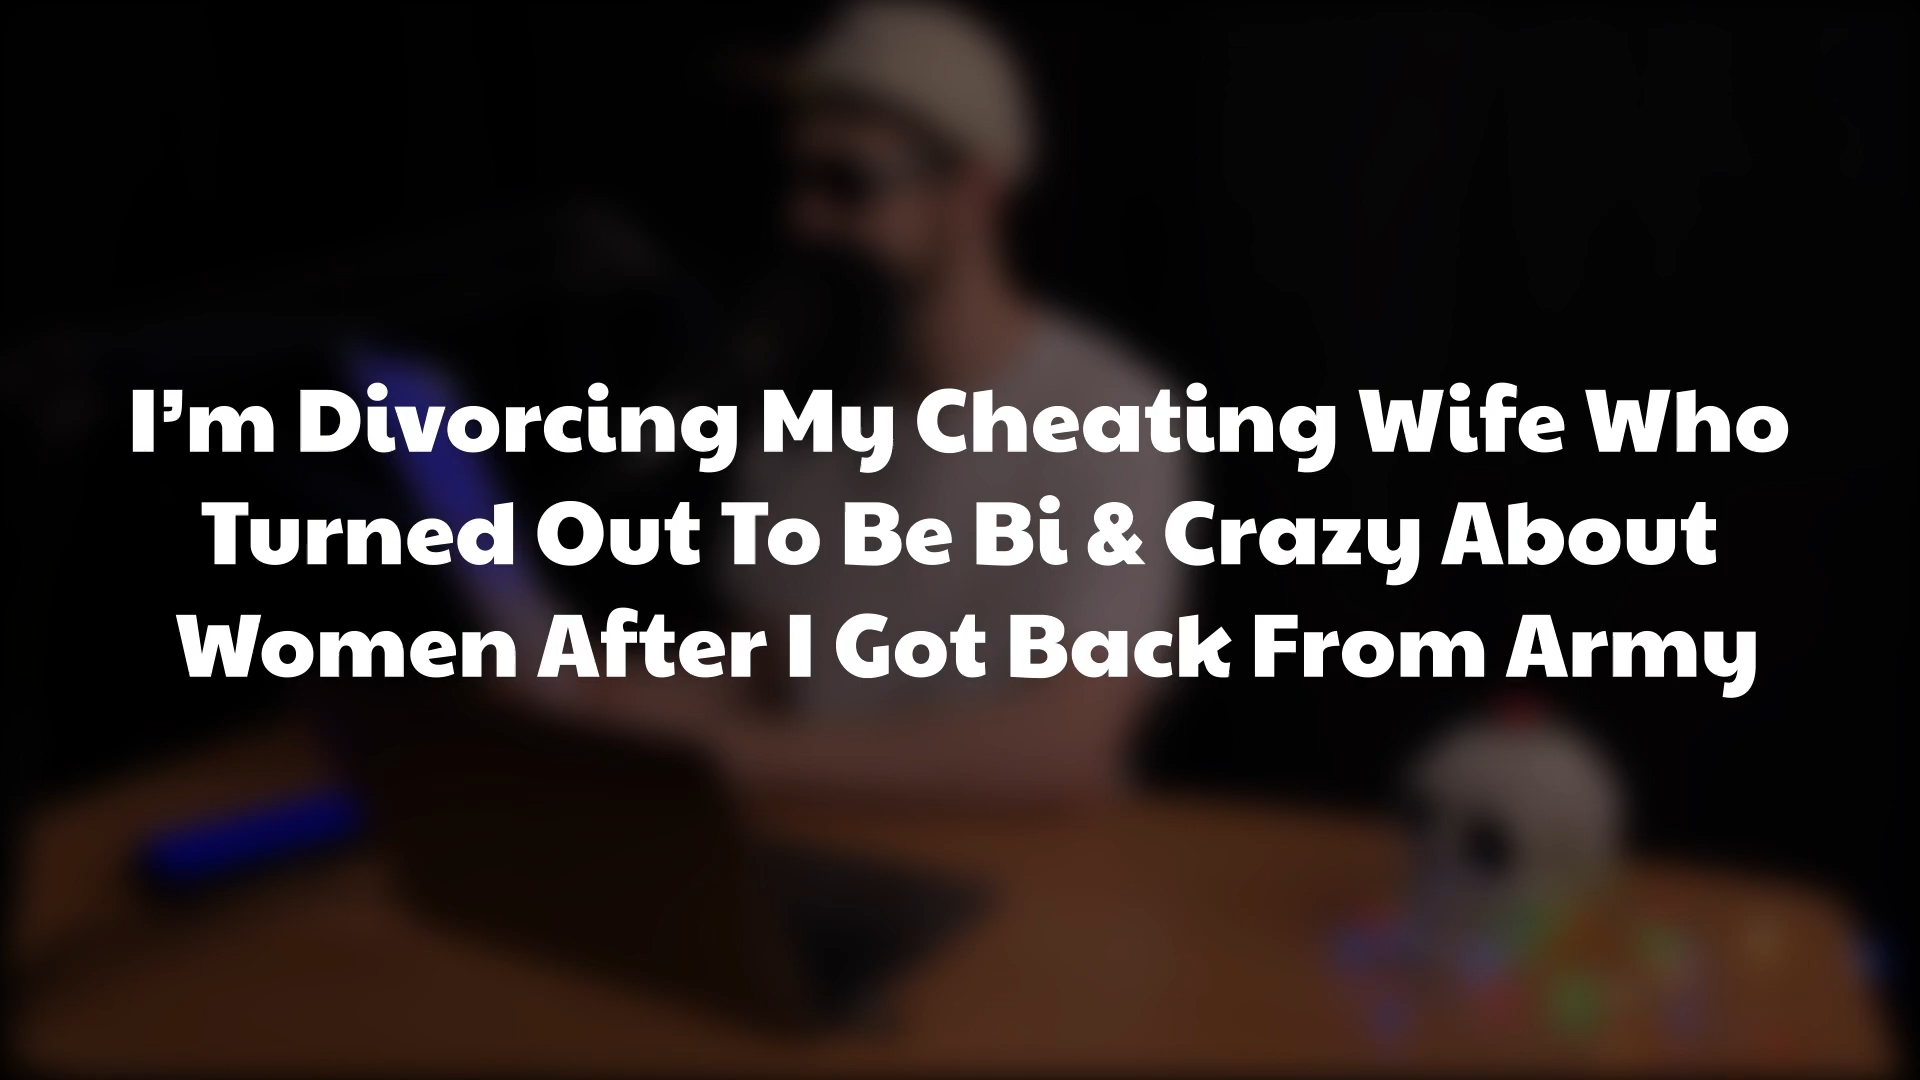 I’m Divorcing My Cheating Wife Who
Turned Out To Be Bi & Crazy About
Women After I Got Back From Army